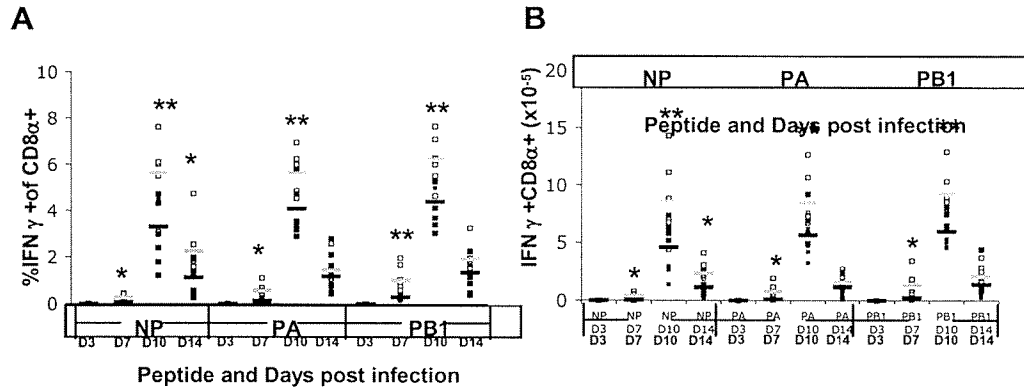 A
%IFN γ +of CD8α+
10
8
6
4
2
0
** * * ** * ** **
NP PA PB1
D3 D7 D10 D14 D3 D7 D10 D14 D3 D7 D10 D14
Peptide and Days post infection
B
IFN γ +CD8α+ (x10-5)
20
15
10
5
0
NP PA PB1
Peptide and Days post infection
** * * * *
NP NP NP NP PA PA PA PA PB1 PB1 PB1 PB1
D3 D7 D10 D14 D3 D7 D10 D14 D3 D7 D10 D14